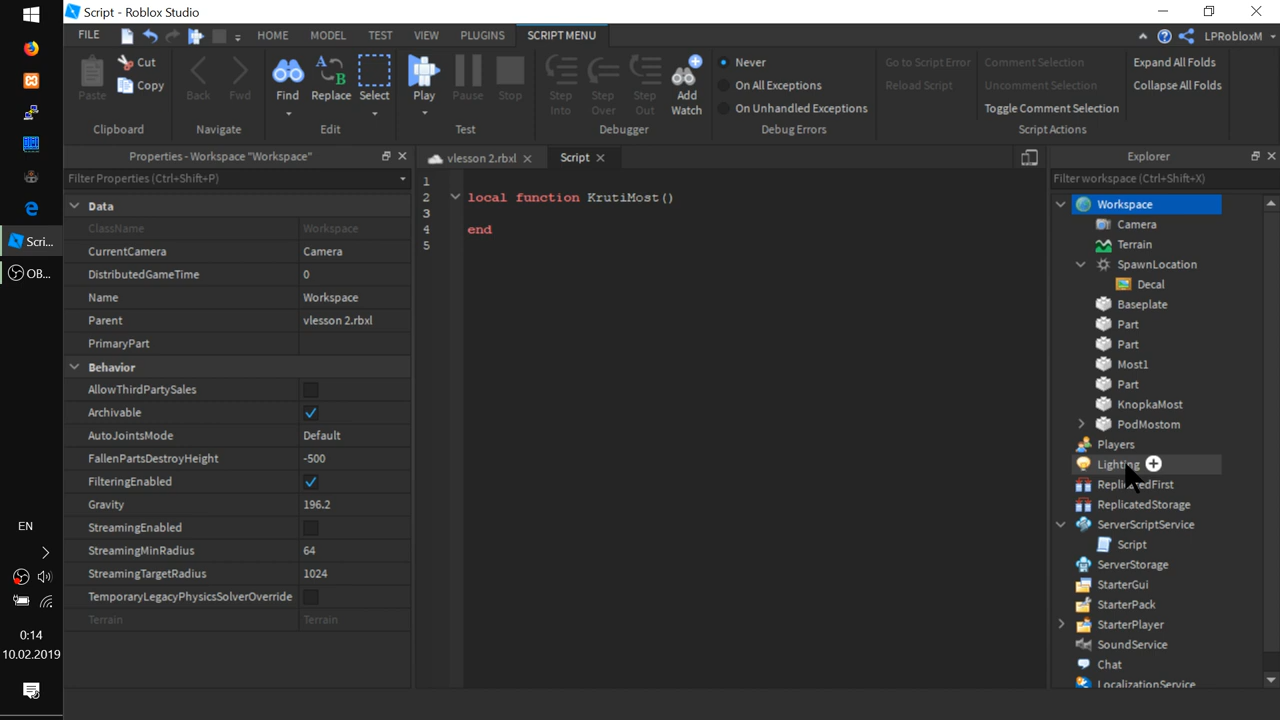 Script - Roblox Studio
FILE
HOME
MODEL
TEST
VIEW
PLUGINS
SCRIPT MENU
LPRobloxM
Paste
Cut
Copy
Clipboard
Back
Fwd
Navigate
Find
Replace
Select
Edit
Play
Pause
Stop
Test
Step Into
Step Over
Step Out
Add Watch
Debugger
Never
On All Exceptions
On Unhandled Exceptions
Debug Errors
Go to Script Error
Reload Script
Comment Selection
Uncomment Selection
Toggle Comment Selection
Expand All Folds
Collapse All Folds
Script Actions
Properties - Workspace "Workspace"
Filter Properties (Ctrl+Shift+P)
Data
ClassName Workspace
CurrentCamera Camera
DistributedGameTime 0
Name Workspace
Parent vlesson 2.rbxl
PrimaryPart
Behavior
AllowThirdPartySales
Archivable
AutoJointsMode Default
FallenPartsDestroyHeight -500
FilteringEnabled
Gravity 196.2
StreamingEnabled
StreamingMinRadius 64
StreamingTargetRadius 1024
TemporaryLegacyPhysicsSolverOverride
Terrain Terrain
vlesson 2.rbxl
Script
1
2 local function KrutiMost()
3
4 end
5
Explorer
Filter workspace (Ctrl+Shift+X)
Workspace
Camera
Terrain
SpawnLocation
Decal
Baseplate
Part
Part
Most1
Part
KnopkaMost
PodMostom
Players
Lighting
ReplicatedFirst
ReplicatedStorage
ServerScriptService
Script
ServerStorage
StarterGui
StarterPack
StarterPlayer
SoundService
Chat
LocalizationService
Scri...
OB...
EN
0:14
10.02.2019